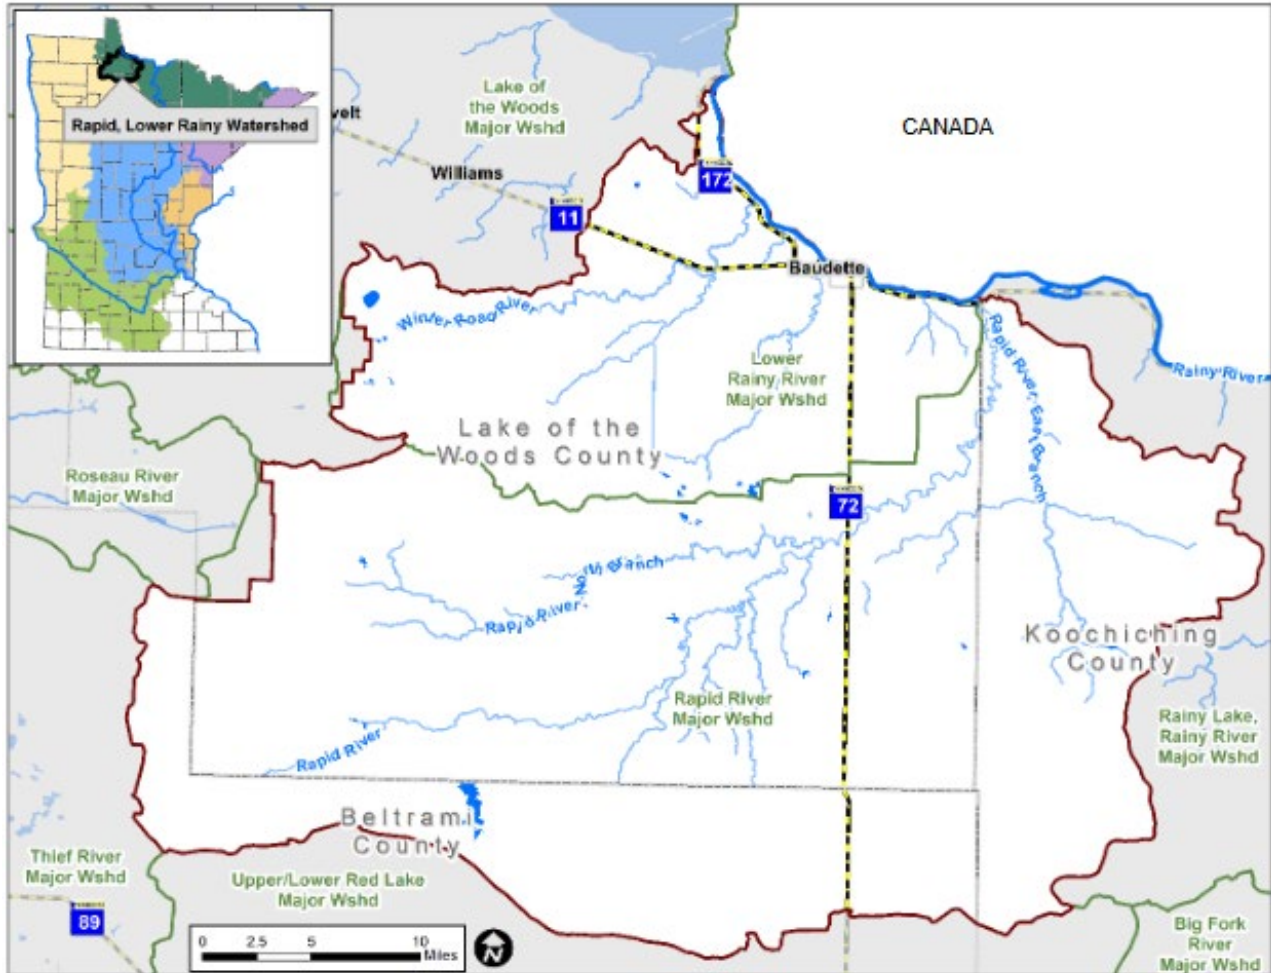 Rapid, Lower Rainy Watershed
velt
Williams
11
Lake of
the Woods
Major Wshd
CANADA
172
Baudette
Winter Road River
Lower
Rainy River
Major Wshd
Rapid River, East Branch
Rainy River
Lake of the
Woods County
Roseau River
Major Wshd
72
Rapid River, North Branch
Koochiching
County
Rapid River
Major Wshd
Rapid River
Rainy Lake,
Rainy River
Major Wshd
Beltrami
County
Thief River
Major Wshd
89
Upper/Lower Red Lake
Major Wshd
Big Fork
River
Major Wshd
0 2.5 5 10
Miles
N